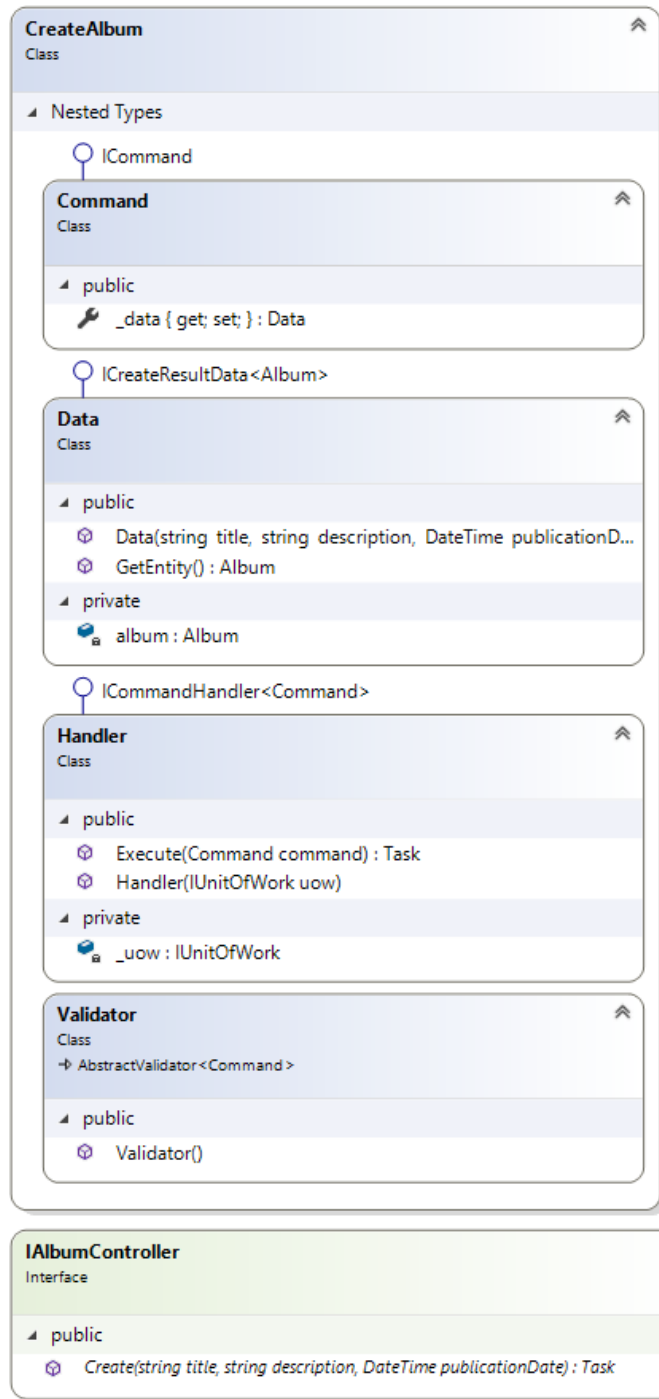 CreateAlbum
Class
Nested Types
ICommand
Command
Class
public
_data { get; set; } : Data
ICreateResultData<Album>
Data
Class
public
Data(string title, string description, DateTime publicationD...
GetEntity() : Album
private
album : Album
ICommandHandler<Command>
Handler
Class
public
Execute(Command command) : Task
Handler(IUnitOfWork uow)
private
_uow : IUnitOfWork
Validator
Class
AbstractValidator<Command>
public
Validator()
IAlbumController
Interface
public
Create(string title, string description, DateTime publicationDate) : Task